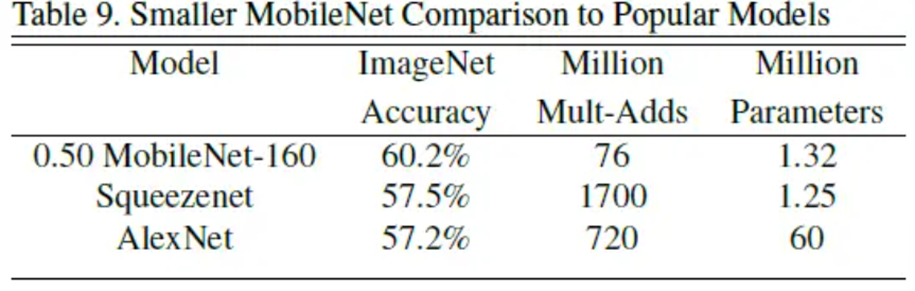 Table 9. Smaller MobileNet Comparison to Popular Models
Model ImageNet Million Million
Accuracy Mult-Adds Parameters
0.50 MobileNet-160 60.2% 76 1.32
Squeezenet 57.5% 1700 1.25
AlexNet 57.2% 720 60